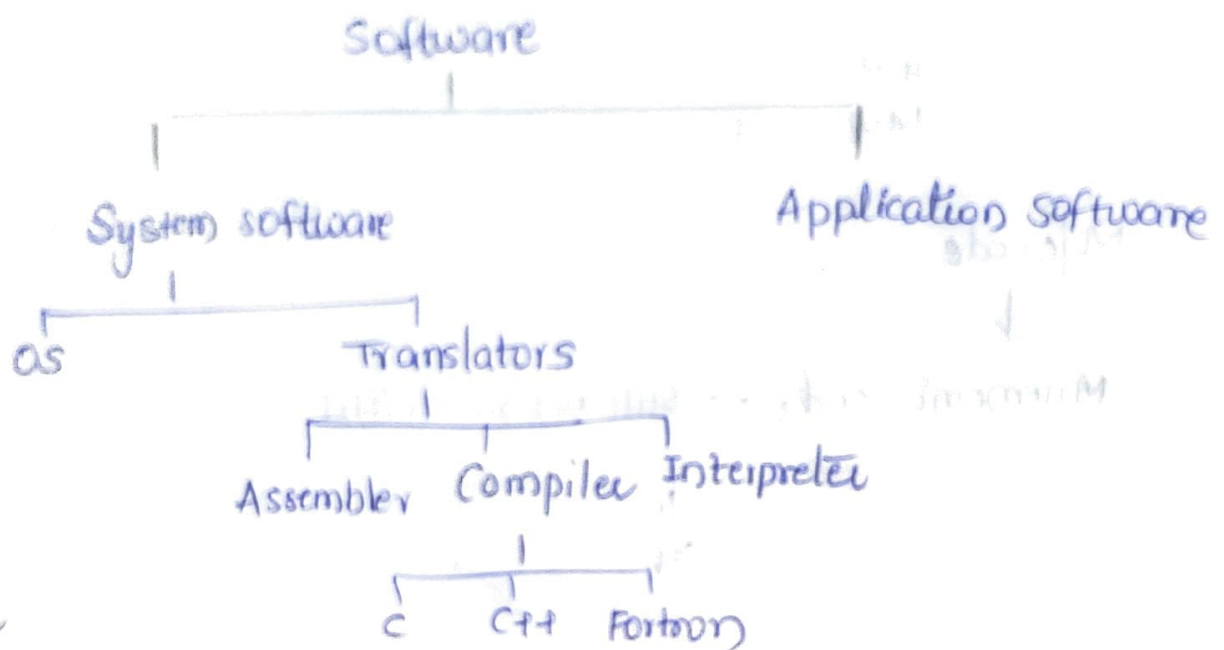 Software
System software
Application software
OS
Translators
Assembler
Compiler
Interpreter
C
C++
Fortron